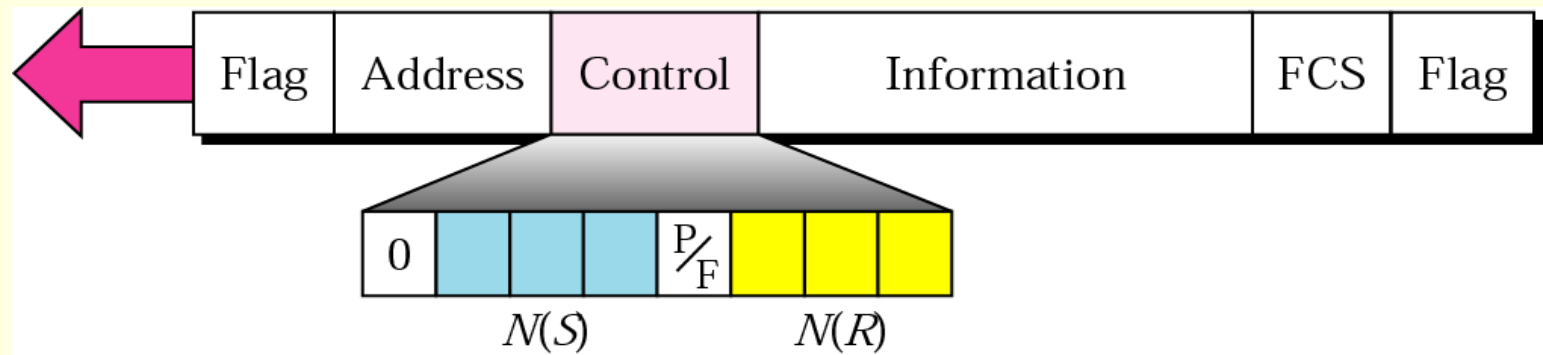 Flag Address Control Information FCS Flag
0 P/F
N(S) N(R)